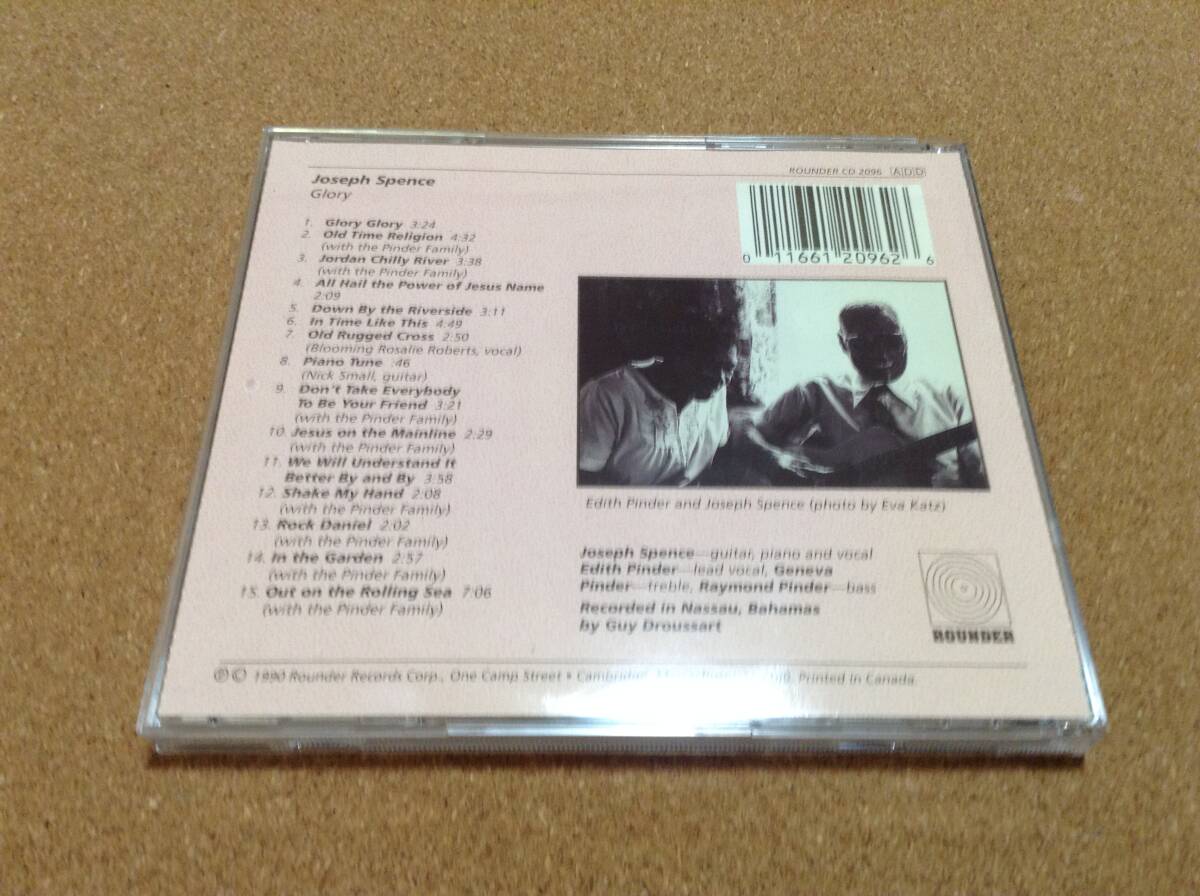 Joseph Spence
Glory
ROUNDER CD 2096 ADD
1. Glory Glory 3:24
2. Old Time Religion 4:32
(with the Pinder Family)
3. Jordan Chilly River 3:38
(with the Pinder Family)
4. All Hail the Power of Jesus Name
2:09
5. Down By the Riverside 3:11
6. In Time Like This 4:49
7. Old Rugged Cross 2:50
(Blooming Rosalie Roberts, vocal)
8. Piano Tune :46
(Nick Small, guitar)
9. Don't Take Everybody
To Be Your Friend 3:21
(with the Pinder Family)
10. Jesus on the Mainline 2:29
(with the Pinder Family)
11. We Will Understand It
Better By and By 3:58
12. Shake My Hand 2:08
(with the Pinder Family)
13. Rock Daniel 2:02
(with the Pinder Family)
14. In the Garden 2:57
(with the Pinder Family)
15. Out on the Rolling Sea 7:06
(with the Pinder Family)
0 11661 20962 6
Edith Pinder and Joseph Spence (photo by Eva Katz)
Joseph Spence—guitar, piano and vocal
Edith Pinder—lead vocal, Geneva
Pinder—treble, Raymond Pinder—bass
Recorded in Nassau, Bahamas
by Guy Droussart
ROUNDER
℗© 1990 Rounder Records Corp., One Camp Street • Cambridge, Printed in Canada.